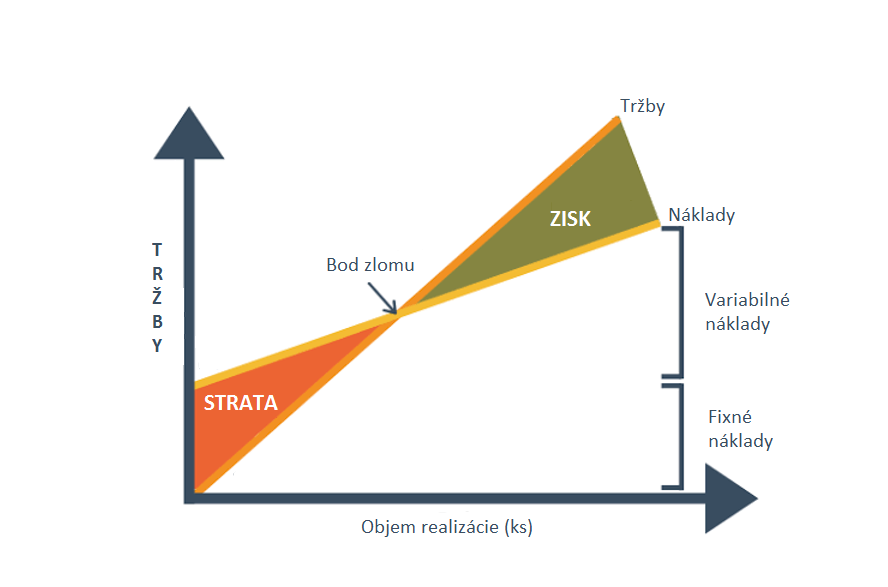 Tržby
ZISK
Náklady
Bod zlomu
T
R
Ž
B
Y
Variabilné
náklady
STRATA
Fixné
náklady
Objem realizácie (ks)